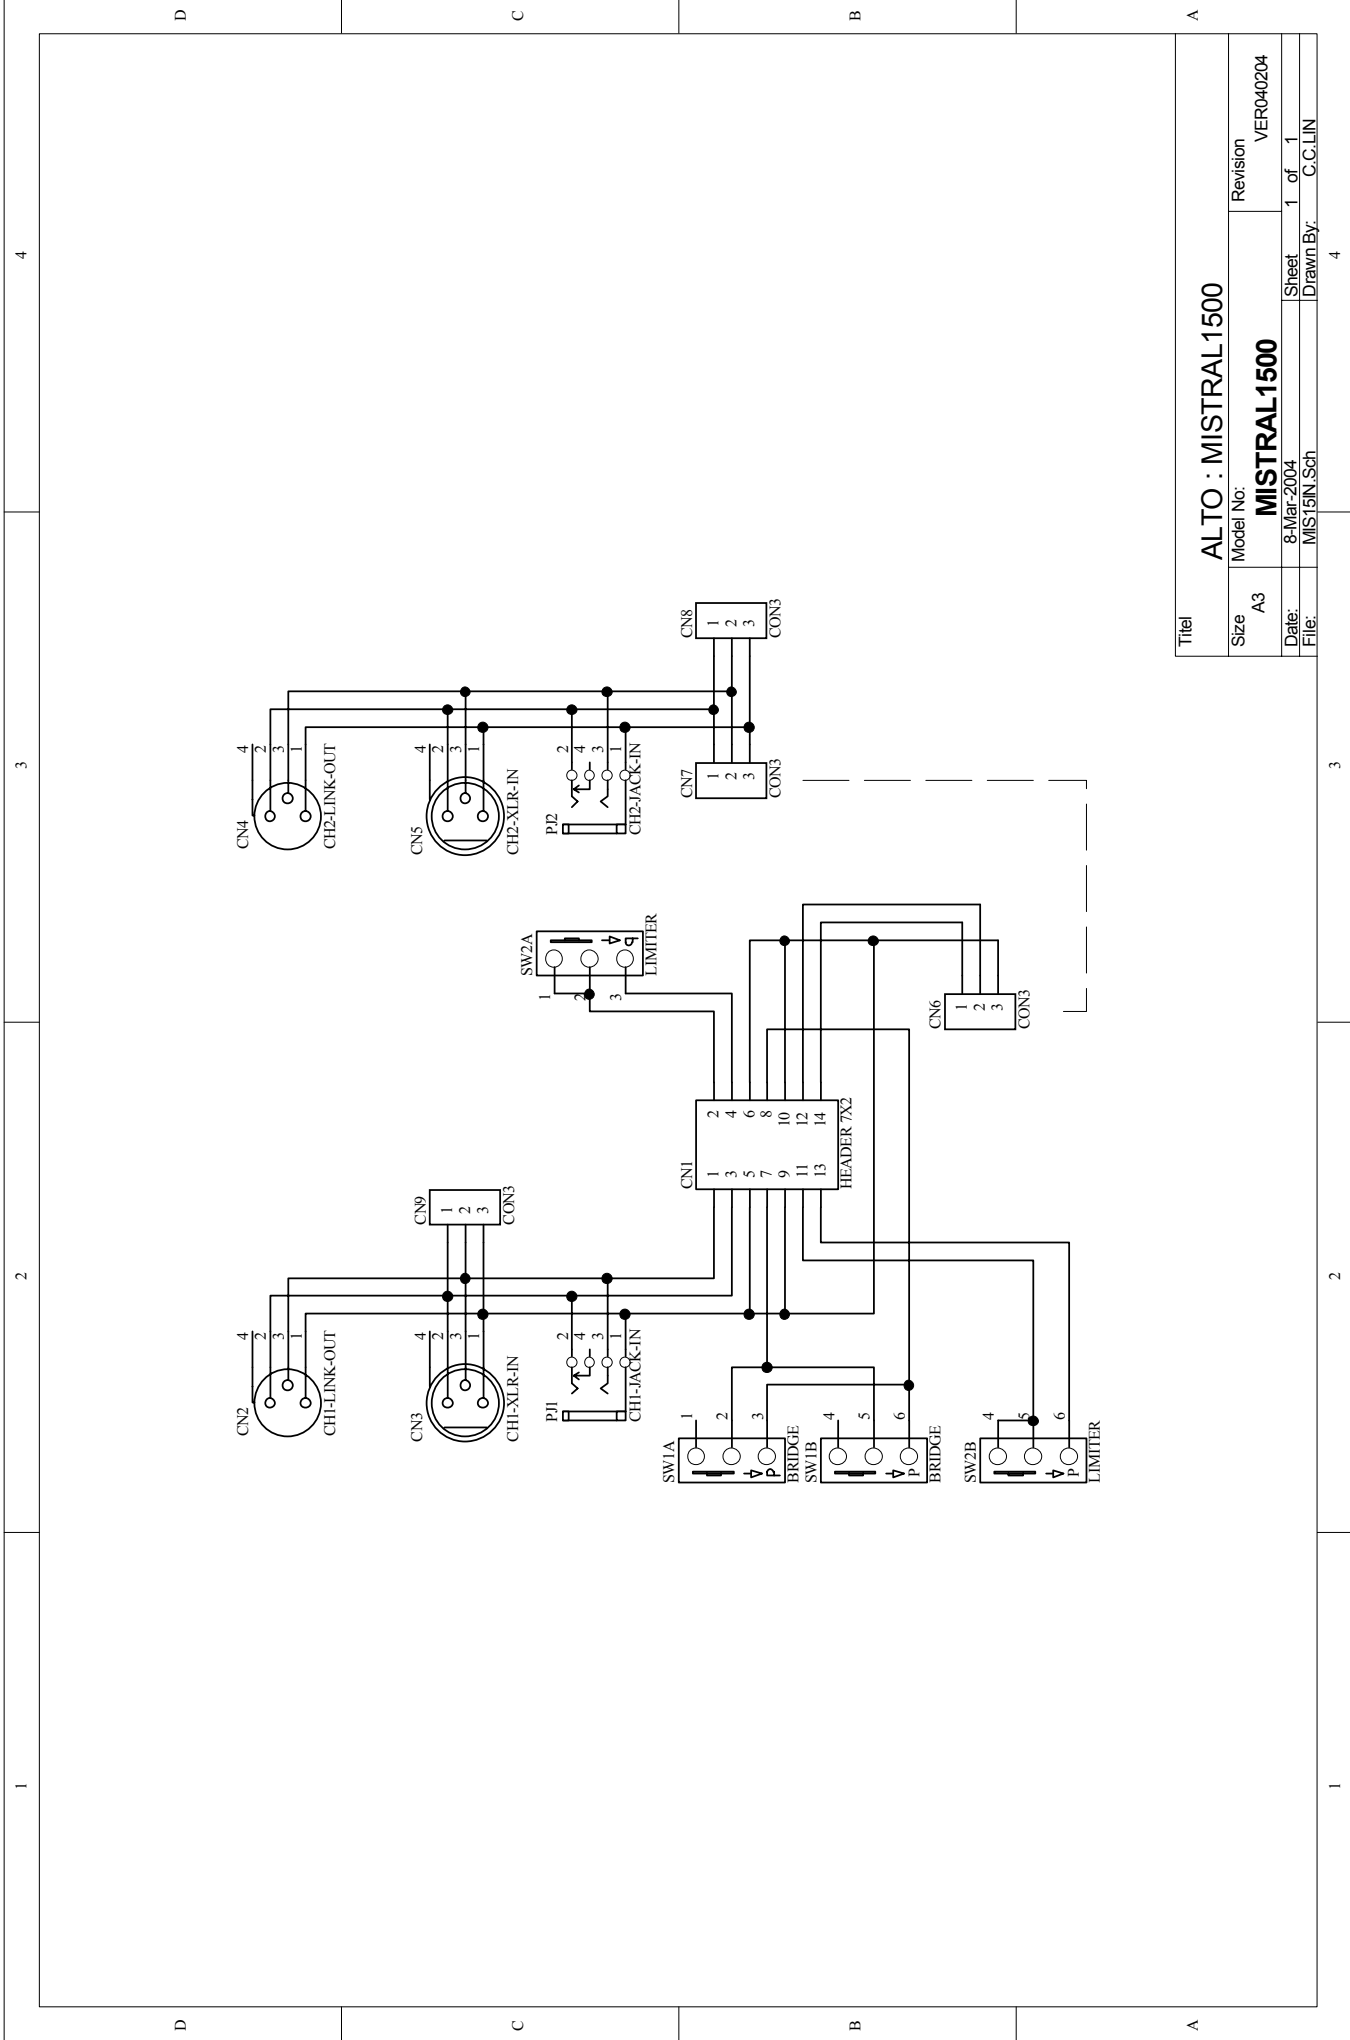 1
2
3
4
D
C
B
A
CN2
4
2
3
1
CH1-LINK-OUT
CN3
4
2
3
1
CH1-XLR-IN
CN9
1
2
3
CON3
PJ1
2
4
3
1
CH1-JACK-IN
SW1A
1
2
3
P
BRIDGE
SW1B
4
5
6
P
BRIDGE
SW2B
4
5
6
P
LIMITER
CN1
1 2
3 4
5 6
7 8
9 10
11 12
13 14
HEADER 7X2
SW2A
1
2
3
P
LIMITER
CN6
1
2
3
CON3
CN4
4
2
3
1
CH2-LINK-OUT
CN5
4
2
3
1
CH2-XLR-IN
PJ2
2
4
3
1
CH2-JACK-IN
CN7
1
2
3
CON3
CN8
1
2
3
CON3
Titel
ALTO : MISTRAL1500
Size Model No: Revision
A3 MISTRAL1500 VER040204
Date: 8-Mar-2004 Sheet 1 of 1
File: MIS15IN.Sch Drawn By: C.C.LIN
D
C
B
A
1
2
3
4